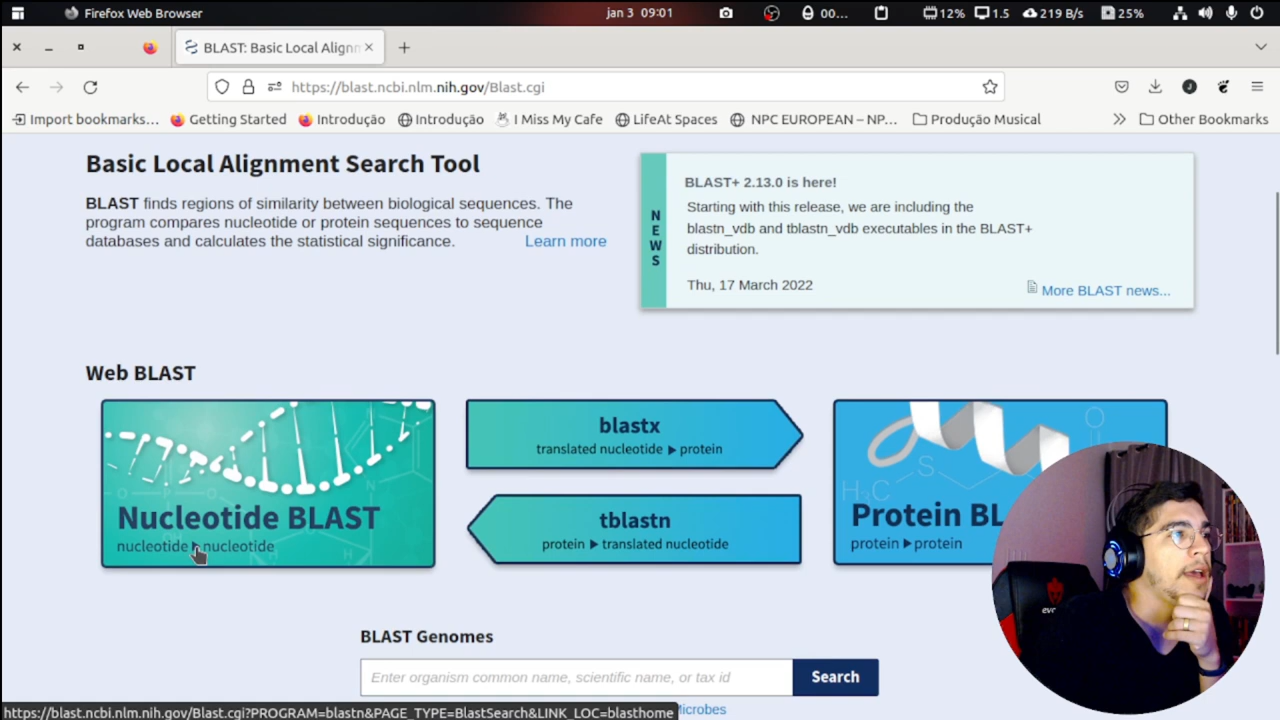 Firefox Web Browser
jan 3 09:01
00...
12%
1.5
219 B/s
25%
BLAST: Basic Local Alignm
https://blast.ncbi.nlm.nih.gov/Blast.cgi
Import bookmarks...
Getting Started
Introdução
Introdução
I Miss My Cafe
LifeAt Spaces
NPC EUROPEAN – NP...
Produção Musical
Other Bookmarks
Basic Local Alignment Search Tool
BLAST finds regions of similarity between biological sequences. The
program compares nucleotide or protein sequences to sequence
databases and calculates the statistical significance.
Learn more
NEWS
BLAST+ 2.13.0 is here!
Starting with this release, we are including the
blastn_vdb and tblastn_vdb executables in the BLAST+
distribution.
Thu, 17 March 2022
More BLAST news...
Web BLAST
Nucleotide BLAST
nucleotide ▶ nucleotide
blastx
translated nucleotide ▶ protein
tblastn
protein ▶ translated nucleotide
Protein BL
protein ▶ protein
BLAST Genomes
Enter organism common name, scientific name, or tax id
Search
Microbes
https://blast.ncbi.nlm.nih.gov/Blast.cgi?PROGRAM=blastn&PAGE_TYPE=BlastSearch&LINK_LOC=blasthome